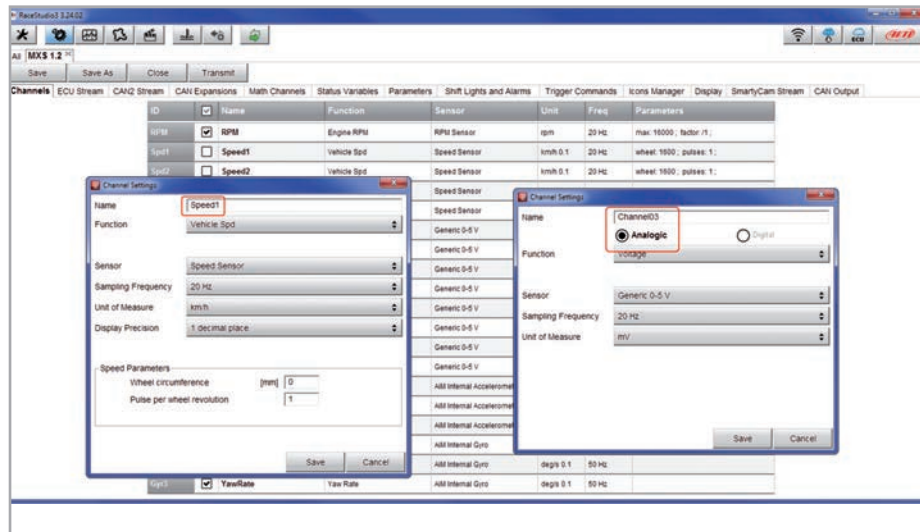 RaceStudio3 3.24.02
ECU
All MXS 1.2
Save Save As Close Transmit
Channels ECU Stream CAN2 Stream CAN Expansions Math Channels Status Variables Parameters Shift Lights and Alarms Trigger Commands Icons Manager Display SmartyCam Stream CAN Output
ID Name Function Sensor Unit Freq Parameters
RPM RPM Engine RPM RPM Sensor rpm 20 Hz max: 16000 ; factor: /1 ;
Spd1 Speed1 Vehicle Spd Speed Sensor km/h 0.1 20 Hz wheel: 1600 ; pulses: 1 ;
Spd2 Speed2 Vehicle Spd Speed Sensor km/h 0.1 20 Hz wheel: 1600 ; pulses: 1 ;
Speed Sensor
Speed Sensor
Generic 0-5 V
Generic 0-5 V
Generic 0-5 V
Generic 0-5 V
Generic 0-5 V
Generic 0-5 V
Generic 0-5 V
AiM Internal Acceleromet
AiM Internal Acceleromet
AiM Internal Acceleromet
AiM Internal Gyro
AiM Internal Gyro deg/s 0.1 50 Hz
Gyr3 YawRate Yaw Rate AiM Internal Gyro deg/s 0.1 50 Hz
Channel Settings
Name Speed1
Function Vehicle Spd
Sensor Speed Sensor
Sampling Frequency 20 Hz
Unit of Measure km/h
Display Precision 1 decimal place
Speed Parameters
Wheel circumference [mm] 0
Pulse per wheel revolution 1
Save Cancel
Channel Settings
Name Channel03
Analogic Digital
Function Voltage
Sensor Generic 0-5 V
Sampling Frequency 20 Hz
Unit of Measure mV
Save Cancel